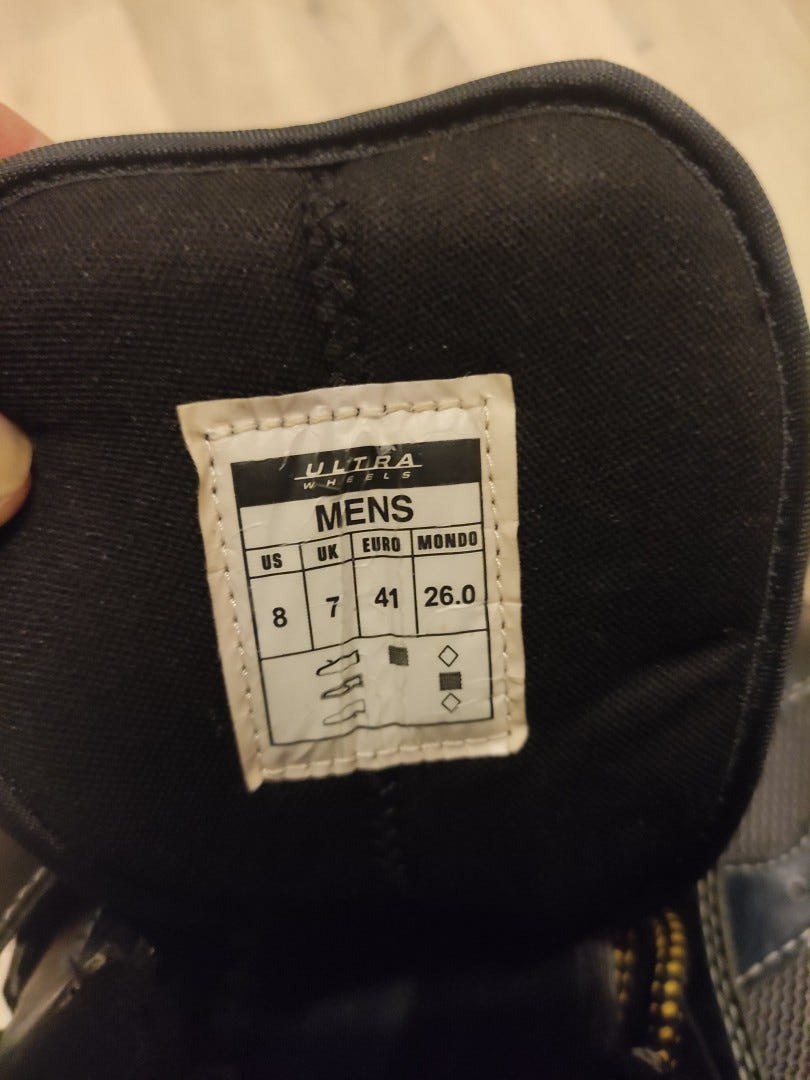 ULTRA
WHEELS
MENS
US UK EURO MONDO
8 7 41 26.0